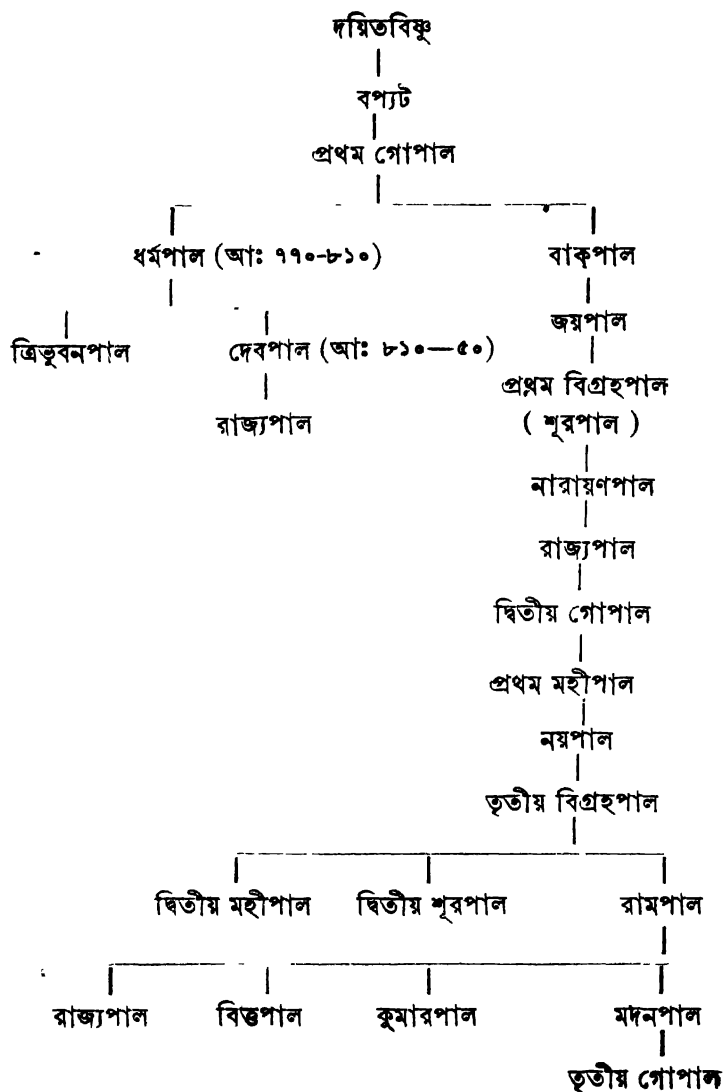 দয়িতবিষ্ণু
বপ্যট
প্রথম গোপাল
ধর্মপাল (আঃ ৭৭০-৮১০) বাক্‌পাল
জয়পাল
ত্রিভুবনপাল দেবপাল (আঃ ৮১০—৫০)
প্রথম বিগ্রহপাল
রাজ্যপাল ( শূরপাল )
নারায়ণপাল
রাজ্যপাল
দ্বিতীয় গোপাল
প্রথম মহীপাল
নয়পাল
তৃতীয় বিগ্রহপাল
দ্বিতীয় মহীপাল দ্বিতীয় শূরপাল রামপাল
রাজ্যপাল বিত্তপাল কুমারপাল মদনপাল
তৃতীয় গোপাল